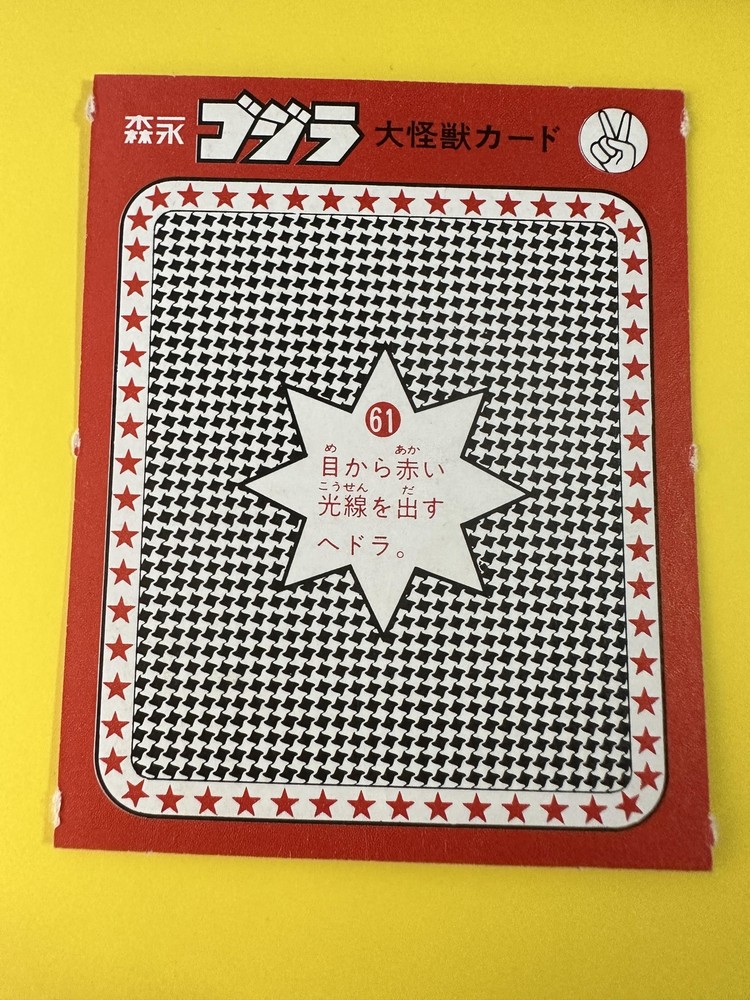 森永 ゴジラ 大怪獣カード
61
目から赤い
光線を出す
ヘドラ。
め あか
こうせん だ